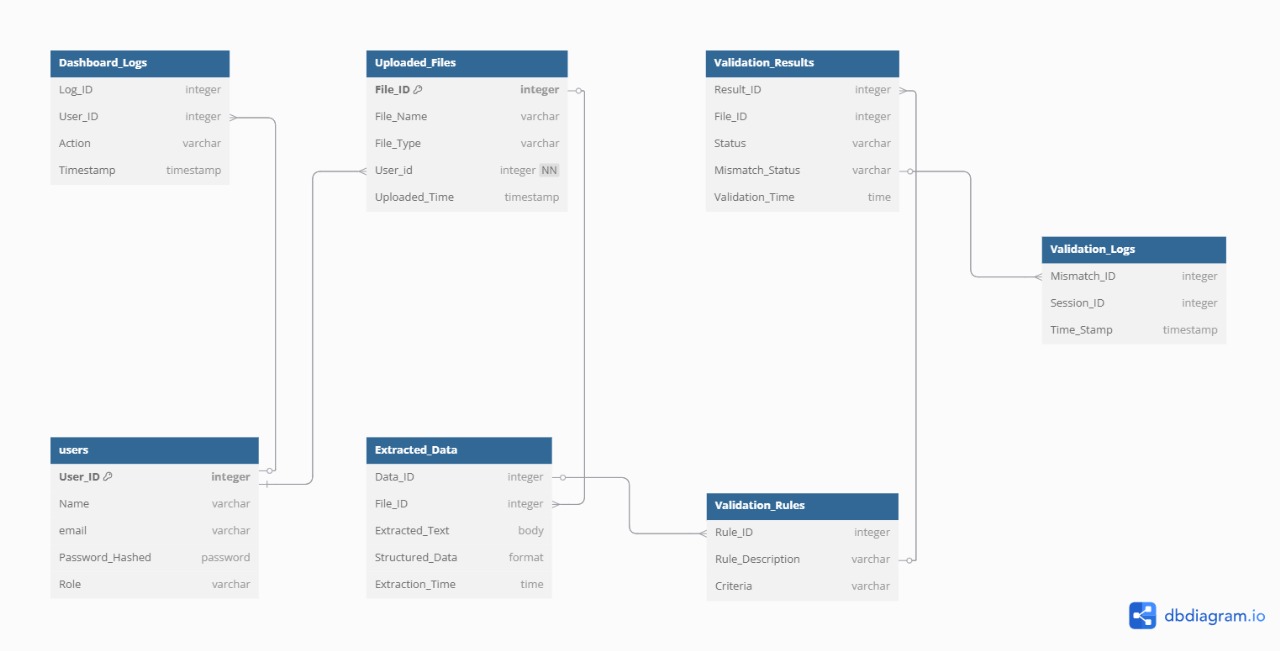 Dashboard_Logs
Log_ID integer
User_ID integer
Action varchar
Timestamp timestamp
Uploaded_Files
File_ID integer
File_Name varchar
File_Type varchar
User_id integer NN
Uploaded_Time timestamp
Validation_Results
Result_ID integer
File_ID integer
Status varchar
Mismatch_Status varchar
Validation_Time time
Validation_Logs
Mismatch_ID integer
Session_ID integer
Time_Stamp timestamp
users
User_ID integer
Name varchar
email varchar
Password_Hashed password
Role varchar
Extracted_Data
Data_ID integer
File_ID integer
Extracted_Text body
Structured_Data format
Extraction_Time time
Validation_Rules
Rule_ID integer
Rule_Description varchar
Criteria varchar
dbdiagram.io